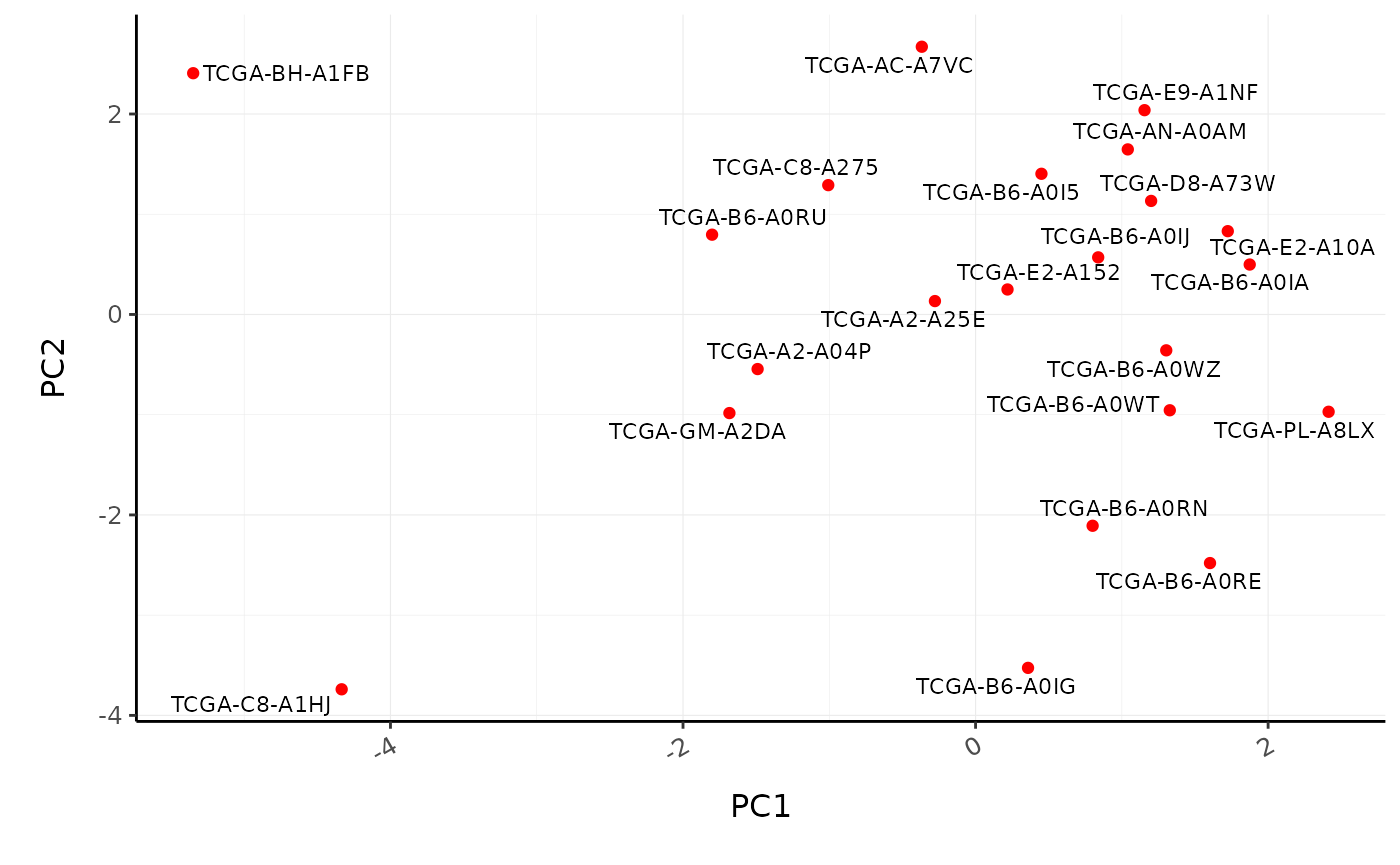 TCGA-AC-A7VC
TCGA-BH-A1FB
TCGA-E9-A1NF
2
TCGA-AN-A0AM
TCGA-C8-A275
TCGA-D8-A73W
TCGA-B6-A0I5
TCGA-B6-A0RU
TCGA-B6-A0IJ
TCGA-E2-A10A
TCGA-E2-A152
TCGA-B6-A0IA
0
TCGA-A2-A25E
TCGA-A2-A04P
PC2
TCGA-B6-A0WZ
TCGA-B6-A0WT
TCGA-GM-A2DA
TCGA-PL-A8LX
TCGA-B6-A0RN
-2
TCGA-B6-A0RE
TCGA-B6-A0IG
TCGA-C8-A1HJ
-4
-4 -2 0 2
PC1